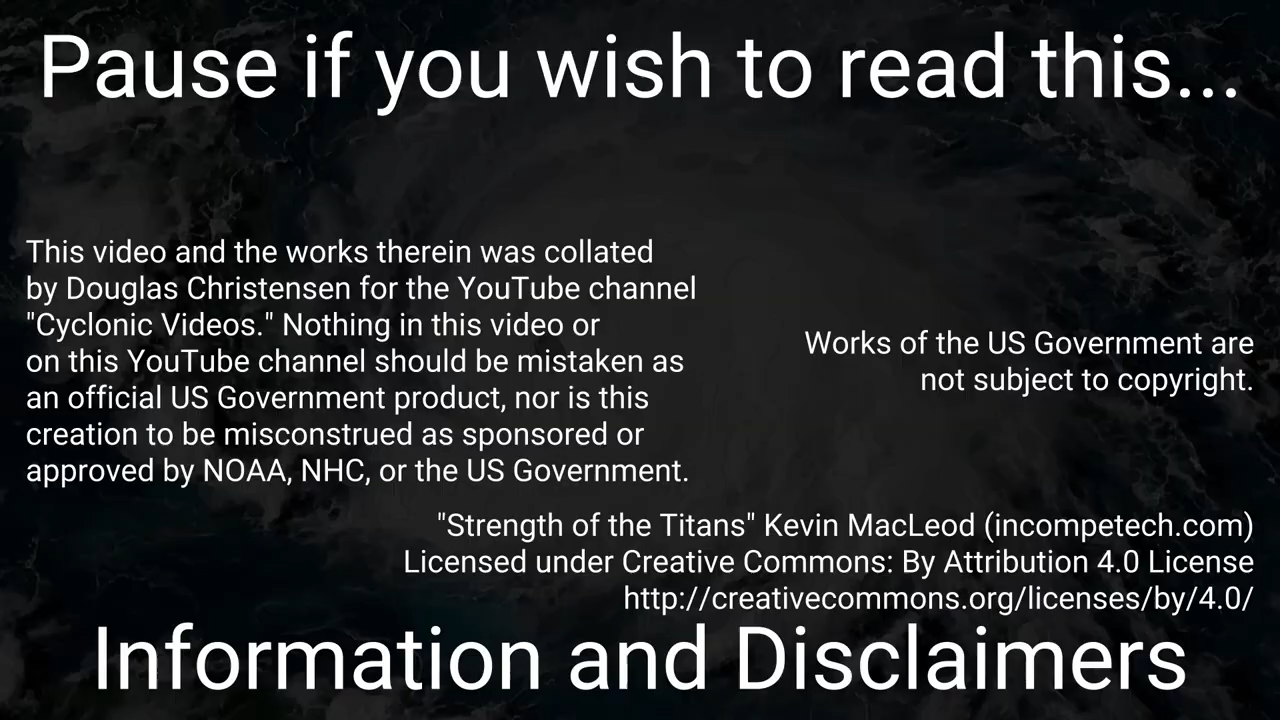 Pause if you wish to read this...
This video and the works therein was collated
by Douglas Christensen for the YouTube channel
"Cyclonic Videos." Nothing in this video or
on this YouTube channel should be mistaken as
an official US Government product, nor is this
creation to be misconstrued as sponsored or
approved by NOAA, NHC, or the US Government.
Works of the US Government are
not subject to copyright.
"Strength of the Titans" Kevin MacLeod (incompetech.com)
Licensed under Creative Commons: By Attribution 4.0 License
http://creativecommons.org/licenses/by/4.0/
Information and Disclaimers